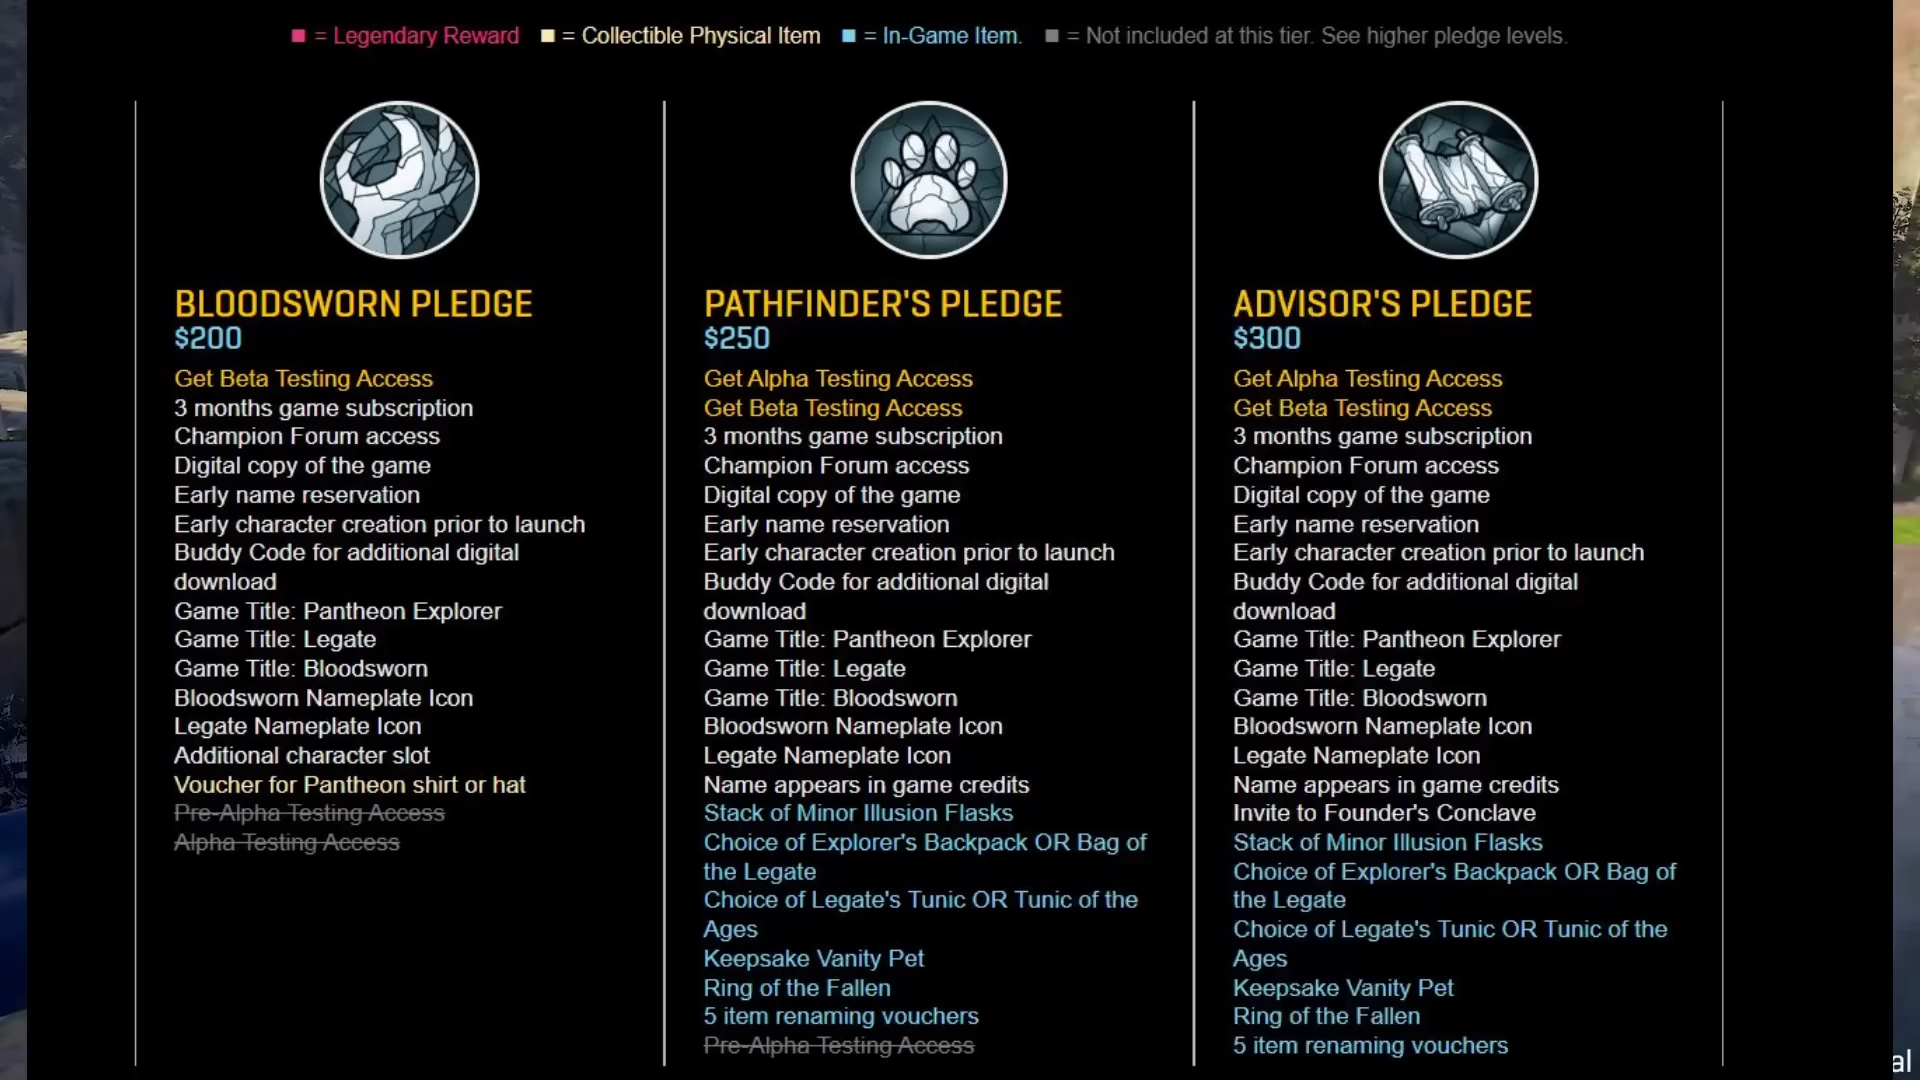 = Legendary Reward = Collectible Physical Item = In-Game Item. = Not included at this tier. See higher pledge levels.
BLOODSWORN PLEDGE
$200
Get Beta Testing Access
3 months game subscription
Champion Forum access
Digital copy of the game
Early name reservation
Early character creation prior to launch
Buddy Code for additional digital
download
Game Title: Pantheon Explorer
Game Title: Legate
Game Title: Bloodsworn
Bloodsworn Nameplate Icon
Legate Nameplate Icon
Additional character slot
Voucher for Pantheon shirt or hat
Pre-Alpha Testing Access
Alpha Testing Access
PATHFINDER'S PLEDGE
$250
Get Alpha Testing Access
Get Beta Testing Access
3 months game subscription
Champion Forum access
Digital copy of the game
Early name reservation
Early character creation prior to launch
Buddy Code for additional digital
download
Game Title: Pantheon Explorer
Game Title: Legate
Game Title: Bloodsworn
Bloodsworn Nameplate Icon
Legate Nameplate Icon
Name appears in game credits
Stack of Minor Illusion Flasks
Choice of Explorer's Backpack OR Bag of
the Legate
Choice of Legate's Tunic OR Tunic of the
Ages
Keepsake Vanity Pet
Ring of the Fallen
5 item renaming vouchers
Pre-Alpha Testing Access
ADVISOR'S PLEDGE
$300
Get Alpha Testing Access
Get Beta Testing Access
3 months game subscription
Champion Forum access
Digital copy of the game
Early name reservation
Early character creation prior to launch
Buddy Code for additional digital
download
Game Title: Pantheon Explorer
Game Title: Legate
Game Title: Bloodsworn
Bloodsworn Nameplate Icon
Legate Nameplate Icon
Name appears in game credits
Invite to Founder's Conclave
Stack of Minor Illusion Flasks
Choice of Explorer's Backpack OR Bag of
the Legate
Choice of Legate's Tunic OR Tunic of the
Ages
Keepsake Vanity Pet
Ring of the Fallen
5 item renaming vouchers
al